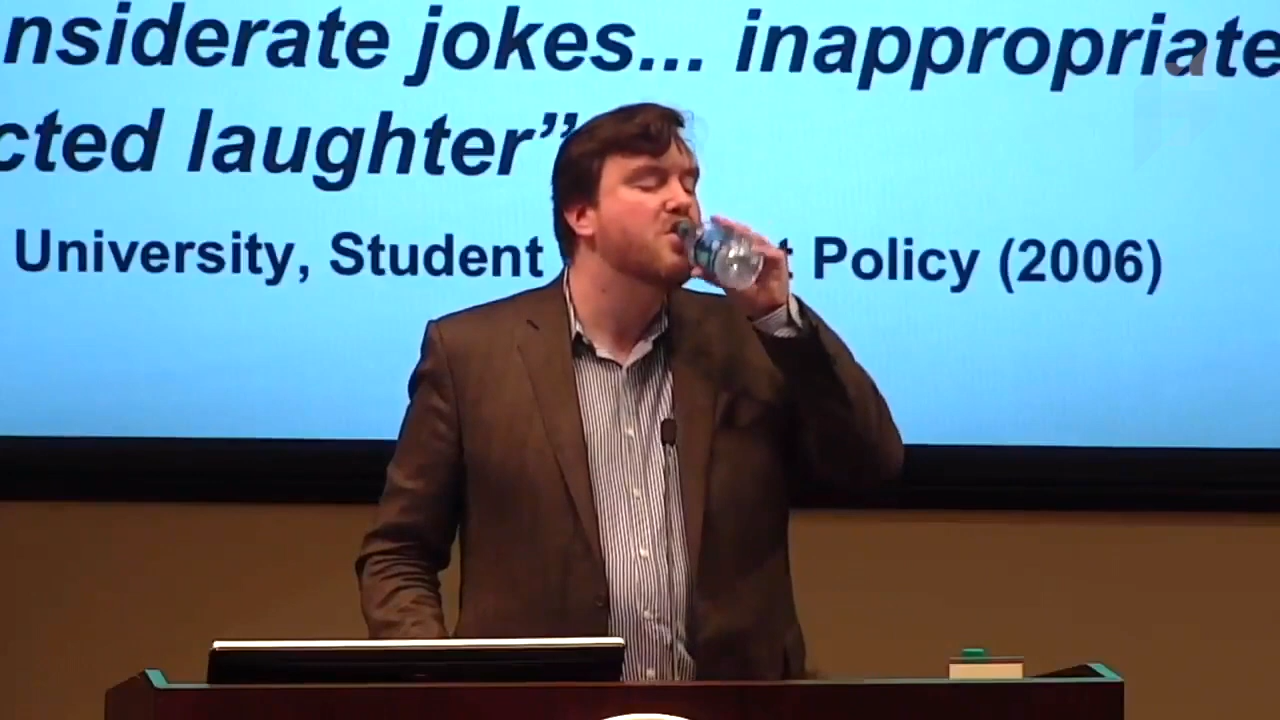 nsiderate jokes... inappropriate
cted laughter”
University, Student Policy (2006)